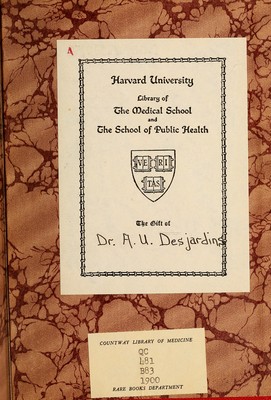 A
Harvard University
Library of
The Medical School
and
The School of Public Health
VE RI
TAS
The Gift of
Dr. A. U. Desjardins
COUNTWAY LIBRARY OF MEDICINE
QC
481
B83
1900
RARE BOOKS DEPARTMENT